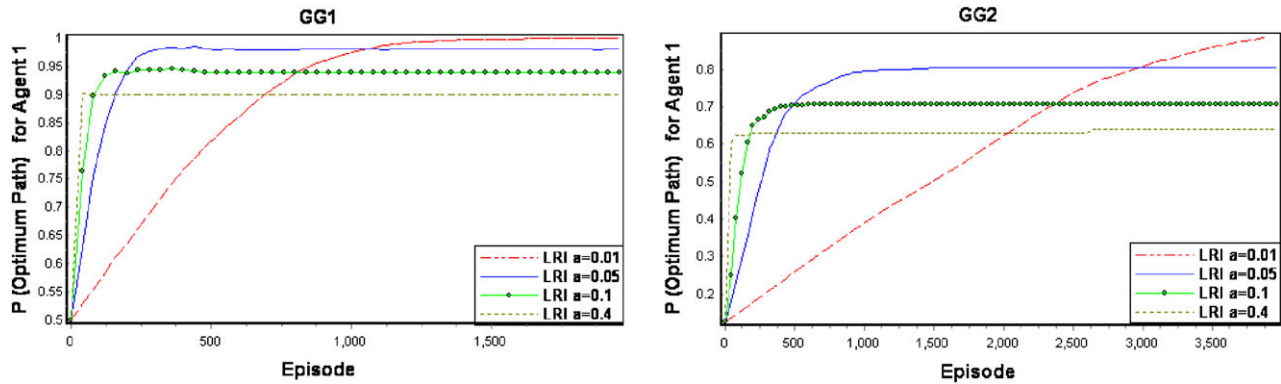 GG1
P (Optimum Path) for Agent 1
1
0.95
0.9
0.85
0.8
0.75
0.7
0.65
0.6
0.55
0.5
0
500
1,000
1,500
Episode
LRI a=0.01
LRI a=0.05
LRI a=0.1
LRI a=0.4
GG2
P (Optimum Path) for Agent 1
0.8
0.7
0.6
0.5
0.4
0.3
0.2
0
500
1,000
1,500
2,000
2,500
3,000
3,500
Episode
LRI a=0.01
LRI a=0.05
LRI a=0.1
LRI a=0.4